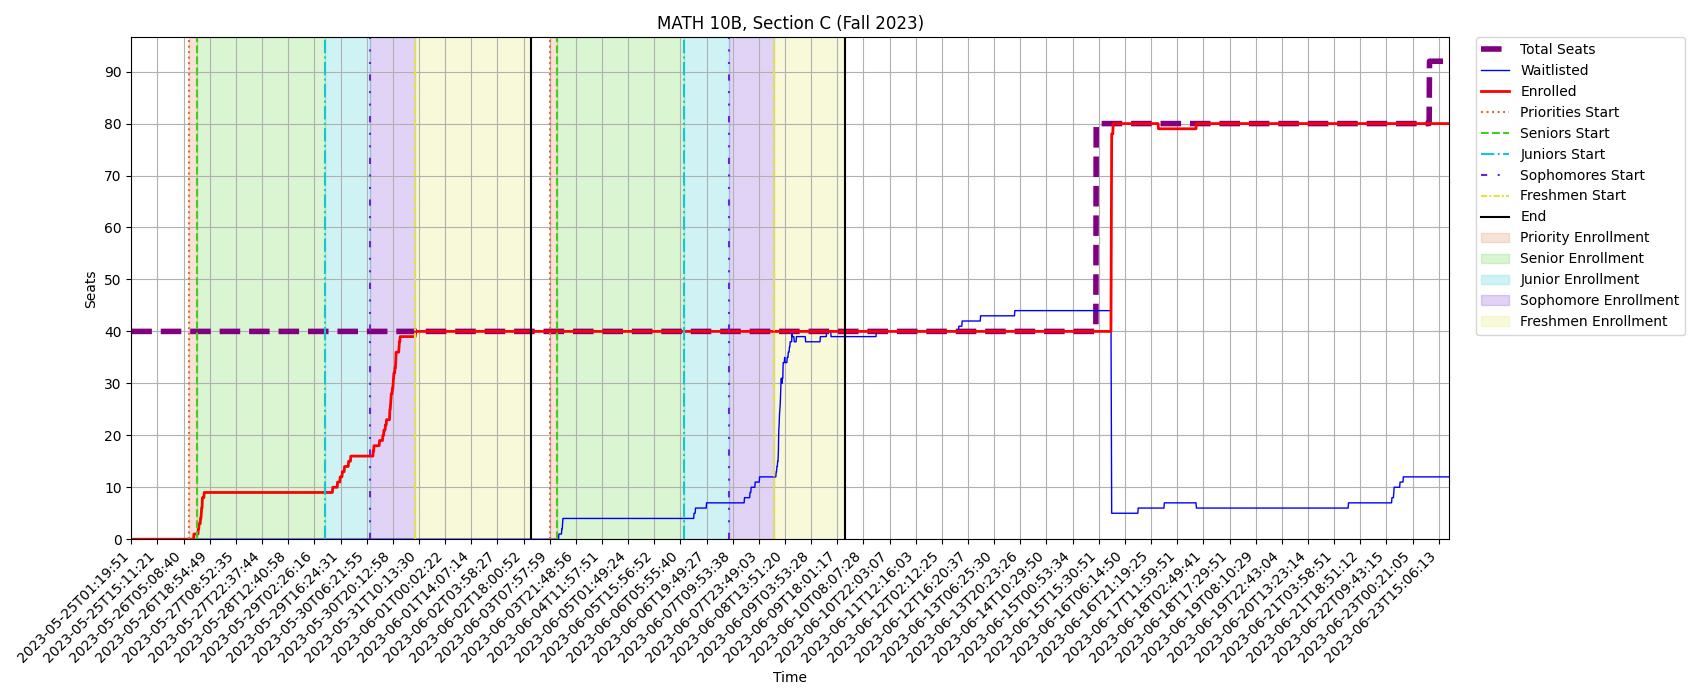 MATH 10B, Section C (Fall 2023)
Seats
90
80
70
60
50
40
30
20
10
0
2023-05-25T01:19:51
2023-05-25T15:11:21
2023-05-26T05:08:40
2023-05-26T18:54:49
2023-05-27T08:52:35
2023-05-27T22:37:44
2023-05-28T12:40:58
2023-05-29T02:26:16
2023-05-29T16:24:31
2023-05-30T06:21:55
2023-05-30T20:12:58
2023-05-31T10:13:30
2023-06-01T00:02:22
2023-06-01T14:07:14
2023-06-02T03:58:27
2023-06-02T18:00:52
2023-06-03T07:57:59
2023-06-03T21:48:56
2023-06-04T11:57:51
2023-06-05T01:49:24
2023-06-05T15:56:52
2023-06-06T05:55:40
2023-06-06T19:49:27
2023-06-07T09:53:38
2023-06-07T23:49:03
2023-06-08T13:51:20
2023-06-09T03:53:28
2023-06-09T18:01:17
2023-06-10T08:07:28
2023-06-10T22:03:07
2023-06-11T12:16:03
2023-06-12T02:12:25
2023-06-12T16:20:37
2023-06-13T06:25:30
2023-06-13T20:23:26
2023-06-14T10:29:50
2023-06-15T00:53:34
2023-06-15T15:30:51
2023-06-16T06:14:50
2023-06-16T21:19:25
2023-06-17T11:59:51
2023-06-18T02:49:41
2023-06-18T17:29:51
2023-06-19T08:10:29
2023-06-19T22:43:04
2023-06-20T13:23:14
2023-06-21T03:58:51
2023-06-21T18:51:12
2023-06-22T09:43:15
2023-06-23T00:21:05
2023-06-23T15:06:13
Time
Total Seats
Waitlisted
Enrolled
Priorities Start
Seniors Start
Juniors Start
Sophomores Start
Freshmen Start
End
Priority Enrollment
Senior Enrollment
Junior Enrollment
Sophomore Enrollment
Freshmen Enrollment